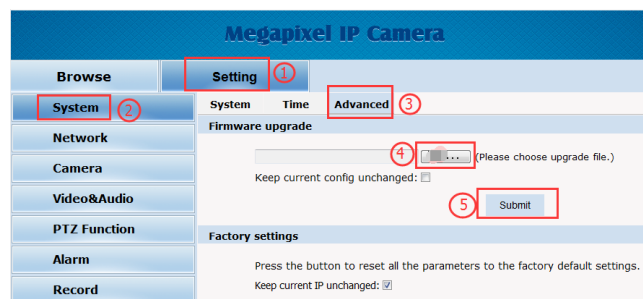 Megapixel IP Camera
Browse
Setting
1
System
2
System
Time
Advanced
3
Network
Firmware upgrade
4
...
(Please choose upgrade file.)
Camera
Keep current config unchanged:
Video&Audio
5
Submit
PTZ Function
Factory settings
Alarm
Press the button to reset all the parameters to the factory default settings.
Record
Keep current IP unchanged: